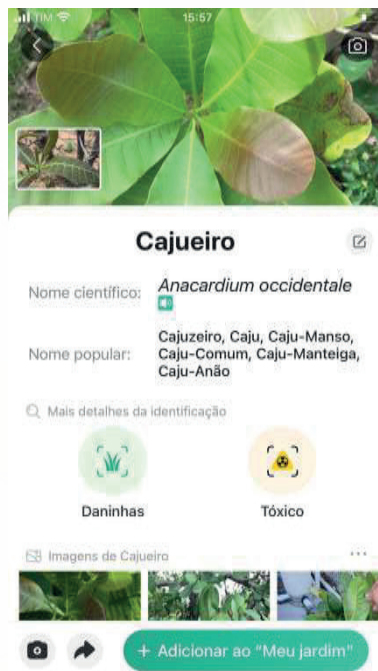 TIM 15:57
Cajueiro
Nome científico: Anacardium occidentale
Nome popular: Cajuzeiro, Caju, Caju-Manso,
Caju-Comum, Caju-Manteiga,
Caju-Anão
Mais detalhes da identificação
Daninhas Tóxico
Imagens de Cajueiro
+ Adicionar ao "Meu jardim"